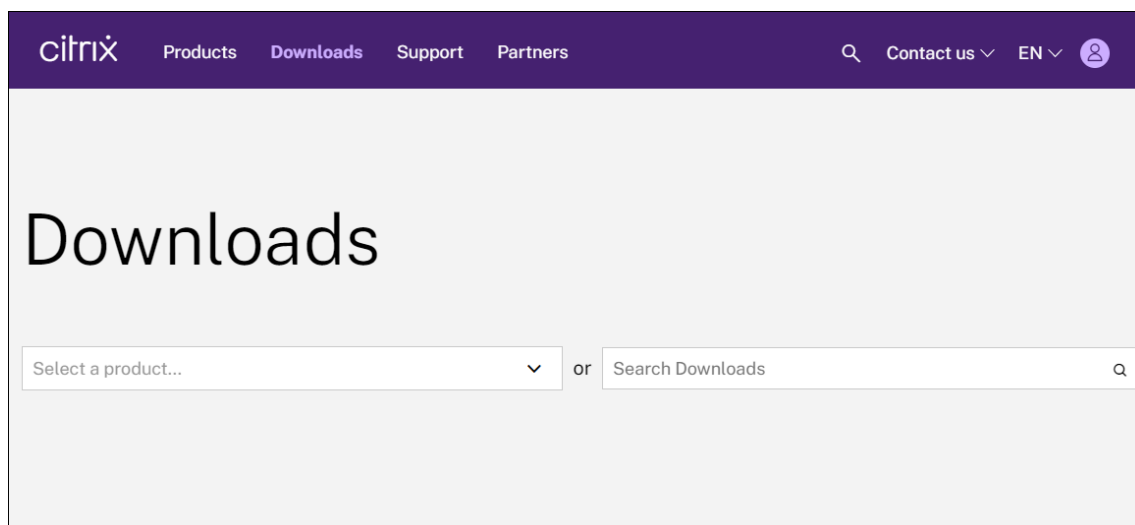 citrix Products Downloads Support Partners Contact us EN
Downloads
Select a product... or Search Downloads